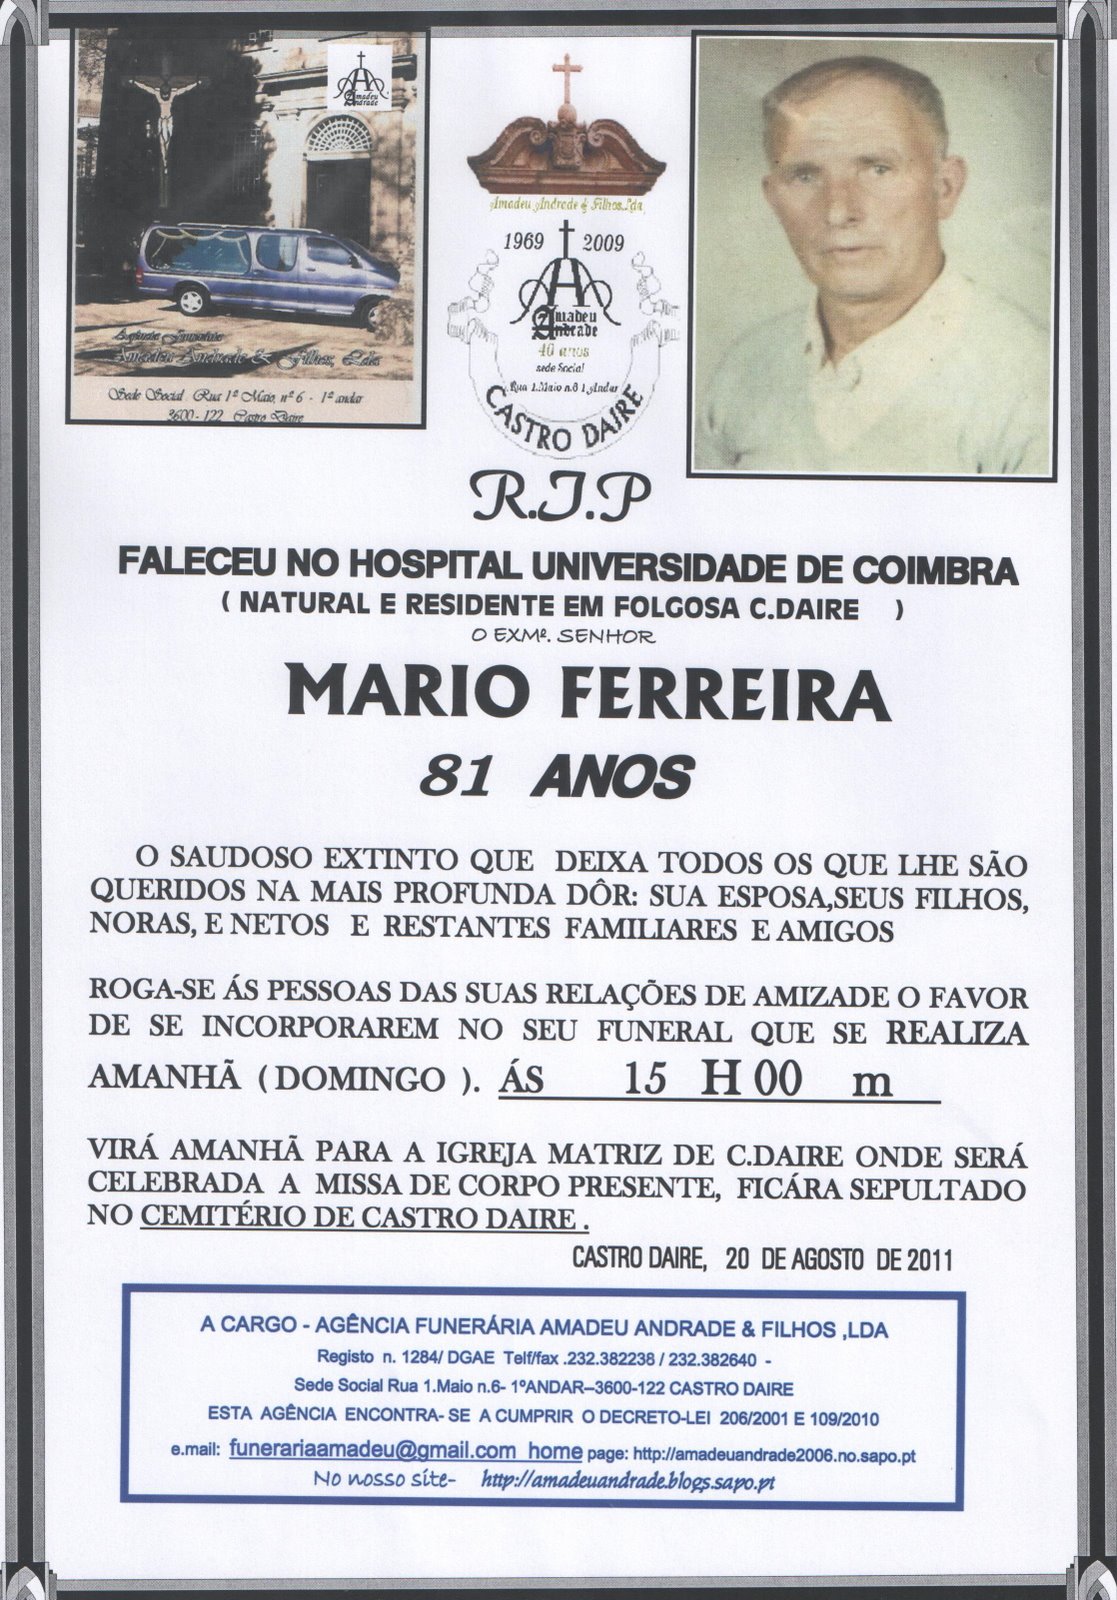 Amadeu
Andrade
Agência Funerária
Amadeu Andrade & Filhos, Lda
Sede Social . Rua 1º Maio, nº 6 - 1º andar
3600 - 122 Castro Daire
Amadeu Andrade & Filhos, Lda
1969 2009
Amadeu
Andrade
40 anos
sede Social
Rua 1.Maio n.6 1.Andar
CASTRO DAIRE
R.I.P
FALECEU NO HOSPITAL UNIVERSIDADE DE COIMBRA
( NATURAL E RESIDENTE EM FOLGOSA C.DAIRE )
O EXMº. SENHOR
MARIO FERREIRA
81 ANOS
O SAUDOSO EXTINTO QUE DEIXA TODOS OS QUE LHE SÃO
QUERIDOS NA MAIS PROFUNDA DÔR: SUA ESPOSA,SEUS FILHOS,
NORAS, E NETOS E RESTANTES FAMILIARES E AMIGOS
ROGA-SE ÁS PESSOAS DAS SUAS RELAÇÕES DE AMIZADE O FAVOR
DE SE INCORPORAREM NO SEU FUNERAL QUE SE REALIZA
AMANHÃ ( DOMINGO ). ÁS 15 H 00 m
VIRÁ AMANHÃ PARA A IGREJA MATRIZ DE C.DAIRE ONDE SERÁ
CELEBRADA A MISSA DE CORPO PRESENTE, FICÁRA SEPULTADO
NO CEMITÉRIO DE CASTRO DAIRE .
CASTRO DAIRE, 20 DE AGOSTO DE 2011
A CARGO - AGÊNCIA FUNERÁRIA AMADEU ANDRADE & FILHOS ,LDA
Registo n. 1284/ DGAE Telf/fax .232.382238 / 232.382640 -
Sede Social Rua 1.Maio n.6- 1ºANDAR–3600-122 CASTRO DAIRE
ESTA AGÊNCIA ENCONTRA- SE A CUMPRIR O DECRETO-LEI 206/2001 E 109/2010
e.mail: funerariaamadeu@gmail.com home page: http://amadeuandrade2006.no.sapo.pt
No nosso site- http://amadeuandrade.blogs.sapo.pt